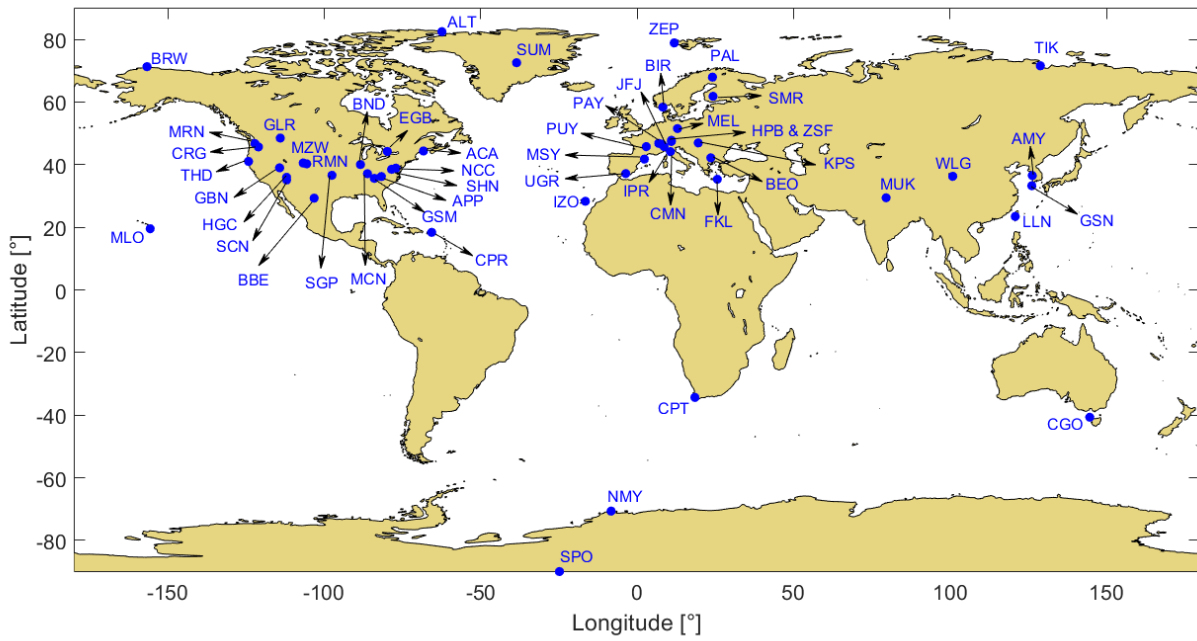 ALT
ZEP
SUM
TIK
BRW
PAL
BIR
JFJ
BND
EGB
PAY
SMR
MRN
GLR
MEL
HPB & ZSF
AMY
CRG
MZW
PUY
RMN
ACA
MSY
KPS
WLG
THD
NCC
SHN
UGR
IPR
BEO
MUK
GBN
APP
IZO
CMN
FKL
HGC
GSM
LLN
GSN
MLO
SCN
CPR
BBE
SGP
MCN
CPT
CGO
NMY
SPO
80
60
40
20
0
-20
-40
-60
-80
Latitude [°]
-150
-100
-50
0
50
100
150
Longitude [°]